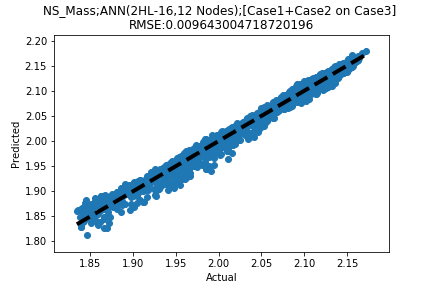 NS_Mass;ANN(2HL-16,12 Nodes);[Case1+Case2 on Case3]
RMSE:0.009643004718720196
2.20
2.15
2.10
2.05
2.00
1.95
1.90
1.85
1.80
Predicted
1.85 1.90 1.95 2.00 2.05 2.10 2.15
Actual